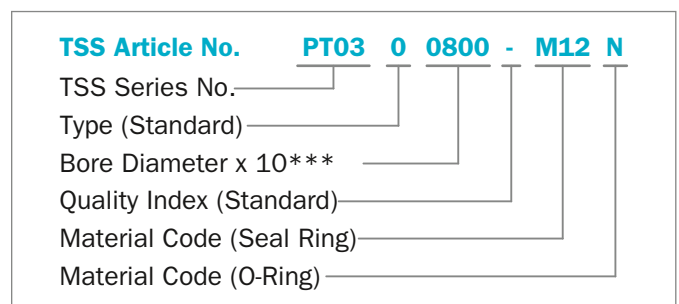 TSS Article No. PT03 0 0800 - M12 N
TSS Series No.
Type (Standard)
Bore Diameter x 10***
Quality Index (Standard)
Material Code (Seal Ring)
Material Code (O-Ring)